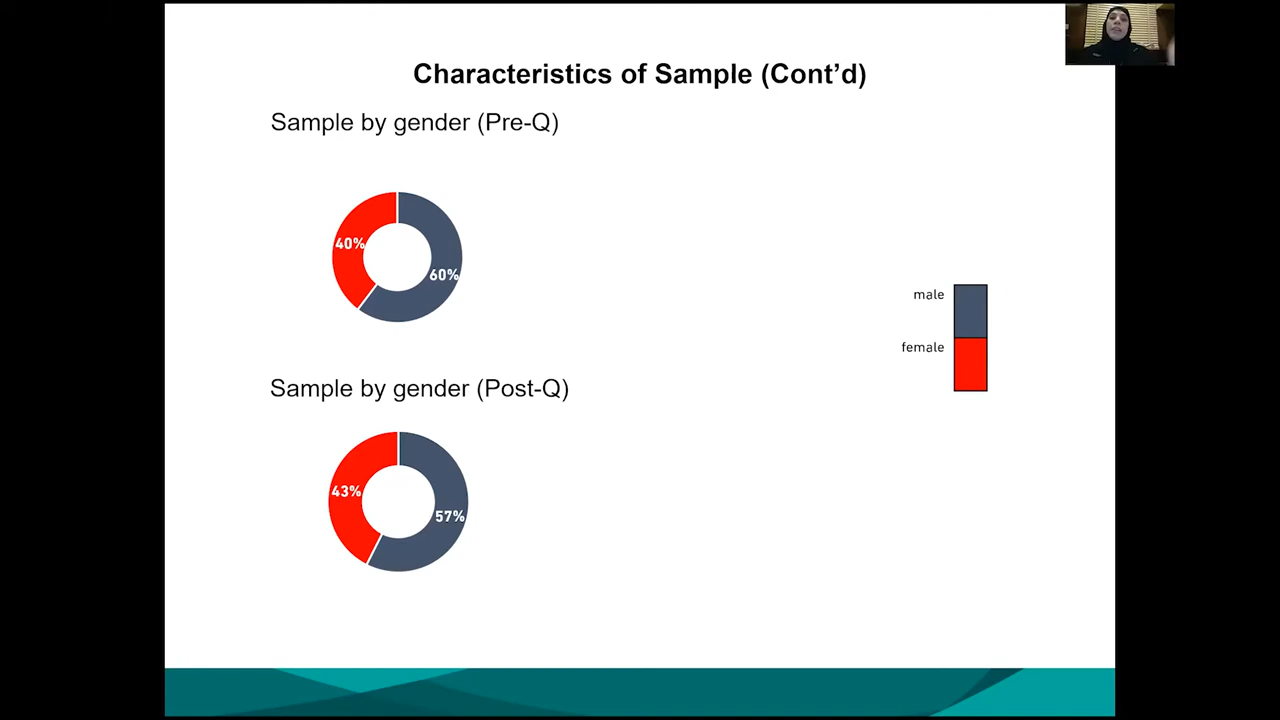 Characteristics of Sample (Cont’d)
Sample by gender (Pre-Q)
40%
60%
male
female
Sample by gender (Post-Q)
43%
57%